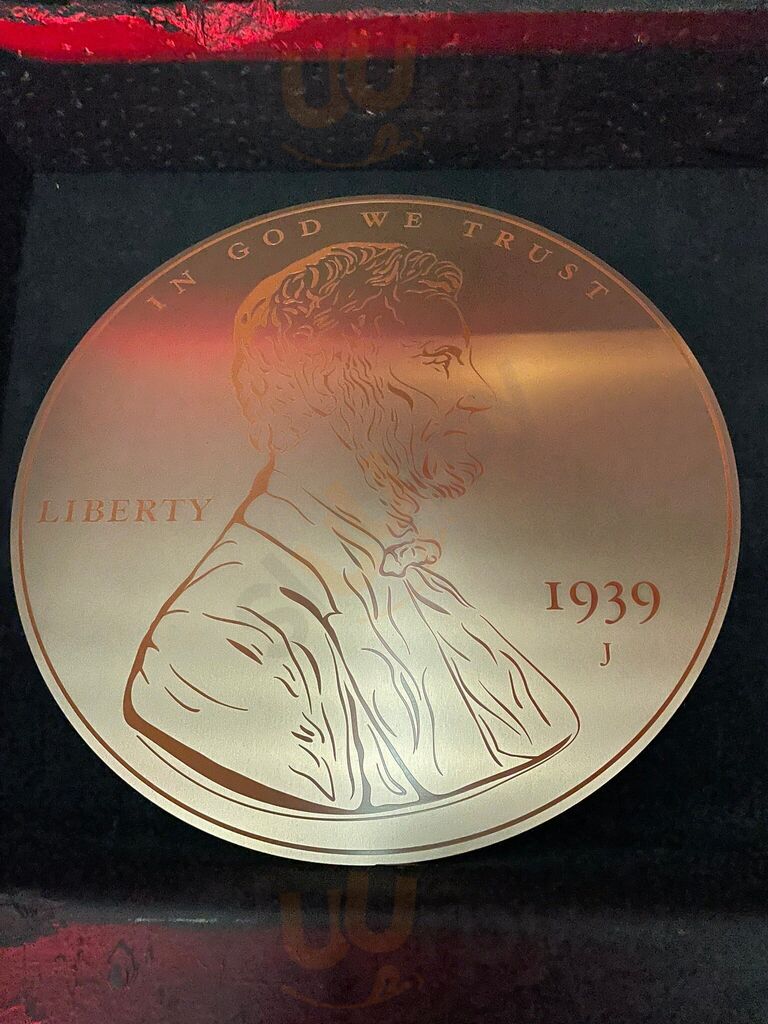 IN GOD WE TRUST
LIBERTY
1939
J